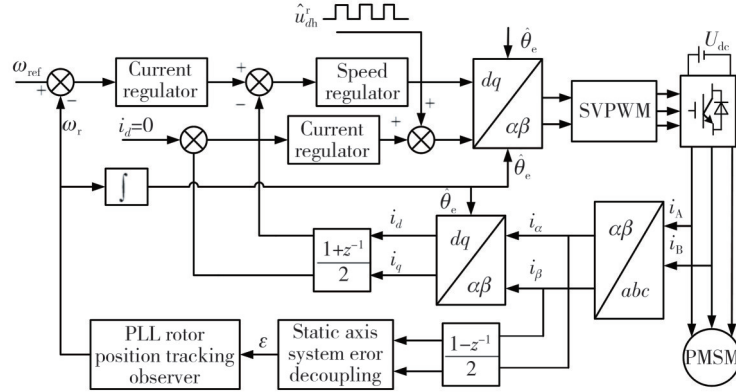 û^r_dh
θ̂_e
U_dc
ω_ref
+
−
Current
regulator
+
−
Speed
regulator
dq
αβ
SVPWM
ω_r
i_d=0
Current
regulator
+
+
θ̂_e
∫
θ̂_e
i_d
i_q
1+z^-1
2
dq
αβ
i_α
i_β
αβ
abc
i_A
i_B
PLL rotor
position tracking
observer
ε
Static axis
system eror
decoupling
1−z^-1
2
PMSM